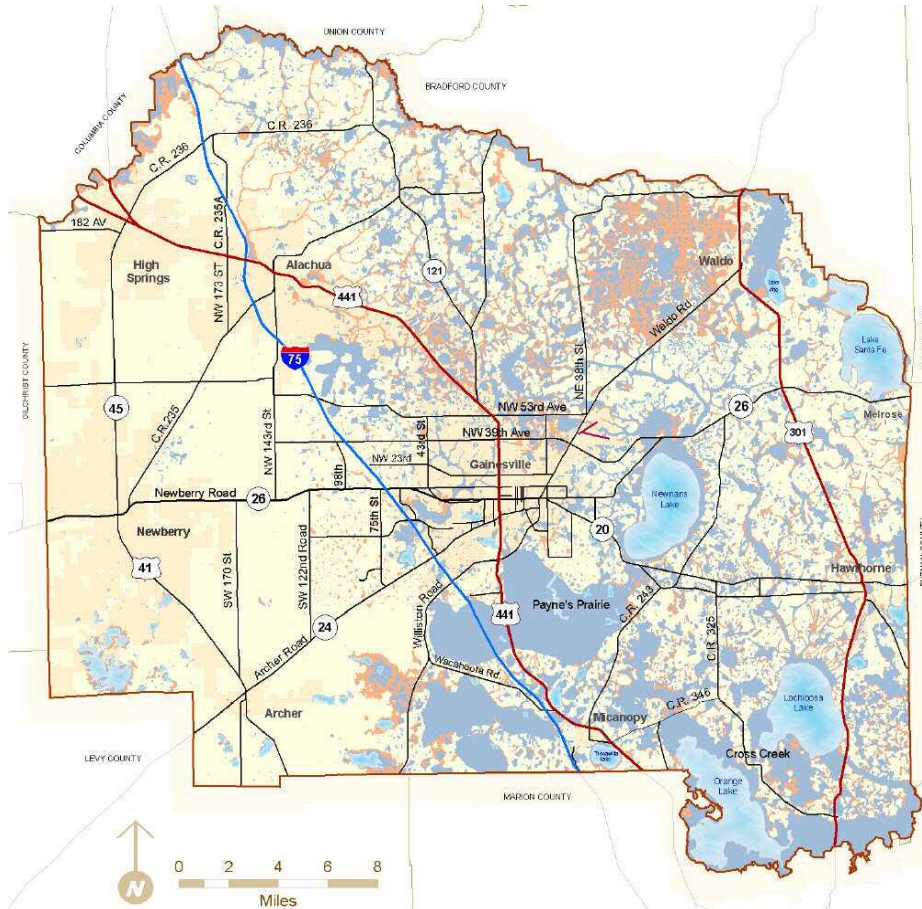 UNION COUNTY
BRADFORD COUNTY
COLUMBIA COUNTY
C.R. 236
C.R. 236
182 AV
C.R. 235A
NW 173 ST
High
Springs
Alachua
121
441
Waldo
Lake
Alto
Waldo Rd
NE 38th St.
Lake
Santa Fe
75
GILCHRIST COUNTY
45
C.R.235
NW 143rd St
43rd St
NW 53rd Ave
NW 39th Ave
26
Melrose
301
NW 23rd
Gainesville
98th
75th St
Newberry Road
26
Newnans
Lake
Newberry
20
41
SW 170 St
SW 122nd Road
Hawthorne
Williston Road
Payne's Prairie
C.R. 243
C.R. 325
24
Archer Road
441
Wacahoota Rd.
Lochloosa
Lake
C.R. 346
Archer
Micanopy
Cross Creek
Orange
Lake
LEVY COUNTY
MARION COUNTY
N
0 2 4 6 8
Miles